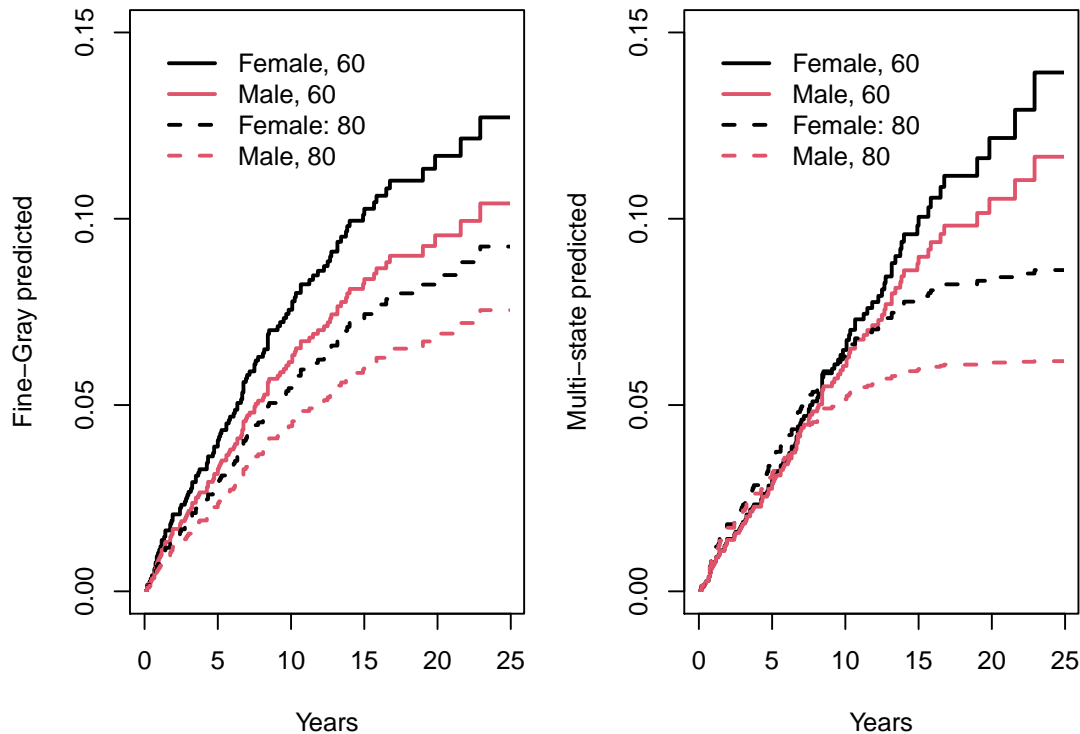 Fine−Gray predicted
0.15
0.10
0.05
0.00
Female, 60
Male, 60
Female: 80
Male, 80
0 5 10 15 20 25
Years
Multi−state predicted
0.15
0.10
0.05
0.00
Female, 60
Male, 60
Female: 80
Male, 80
0 5 10 15 20 25
Years